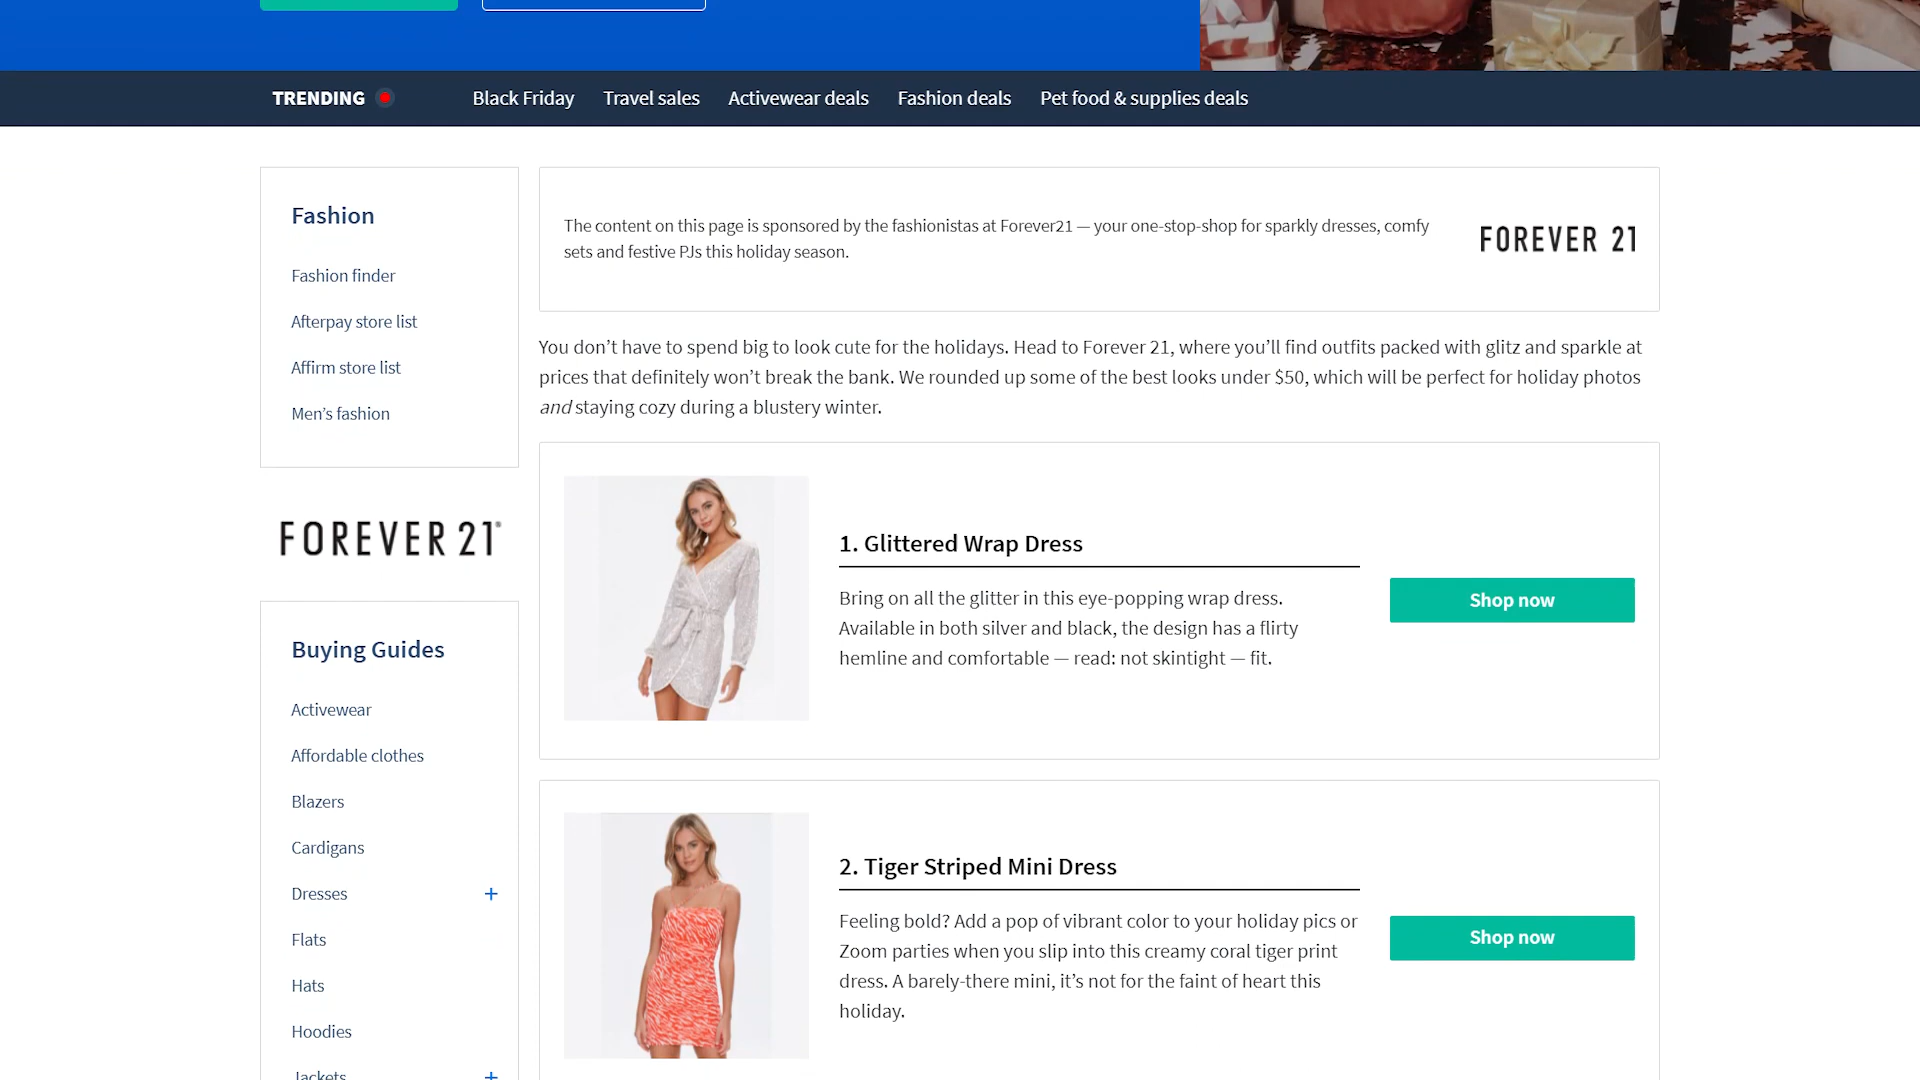 TRENDING
Black Friday
Travel sales
Activewear deals
Fashion deals
Pet food & supplies deals
Fashion
Fashion finder
Afterpay store list
Affirm store list
Men’s fashion
FOREVER 21®
Buying Guides
Activewear
Affordable clothes
Blazers
Cardigans
Dresses +
Flats
Hats
Hoodies
Jackets +
The content on this page is sponsored by the fashionistas at Forever21 — your one-stop-shop for sparkly dresses, comfy
sets and festive PJs this holiday season.
FOREVER 21
You don’t have to spend big to look cute for the holidays. Head to Forever 21, where you’ll find outfits packed with glitz and sparkle at
prices that definitely won’t break the bank. We rounded up some of the best looks under $50, which will be perfect for holiday photos
and staying cozy during a blustery winter.
1. Glittered Wrap Dress
Bring on all the glitter in this eye-popping wrap dress.
Available in both silver and black, the design has a flirty
hemline and comfortable — read: not skintight — fit.
Shop now
2. Tiger Striped Mini Dress
Feeling bold? Add a pop of vibrant color to your holiday pics or
Zoom parties when you slip into this creamy coral tiger print
dress. A barely-there mini, it’s not for the faint of heart this
holiday.
Shop now